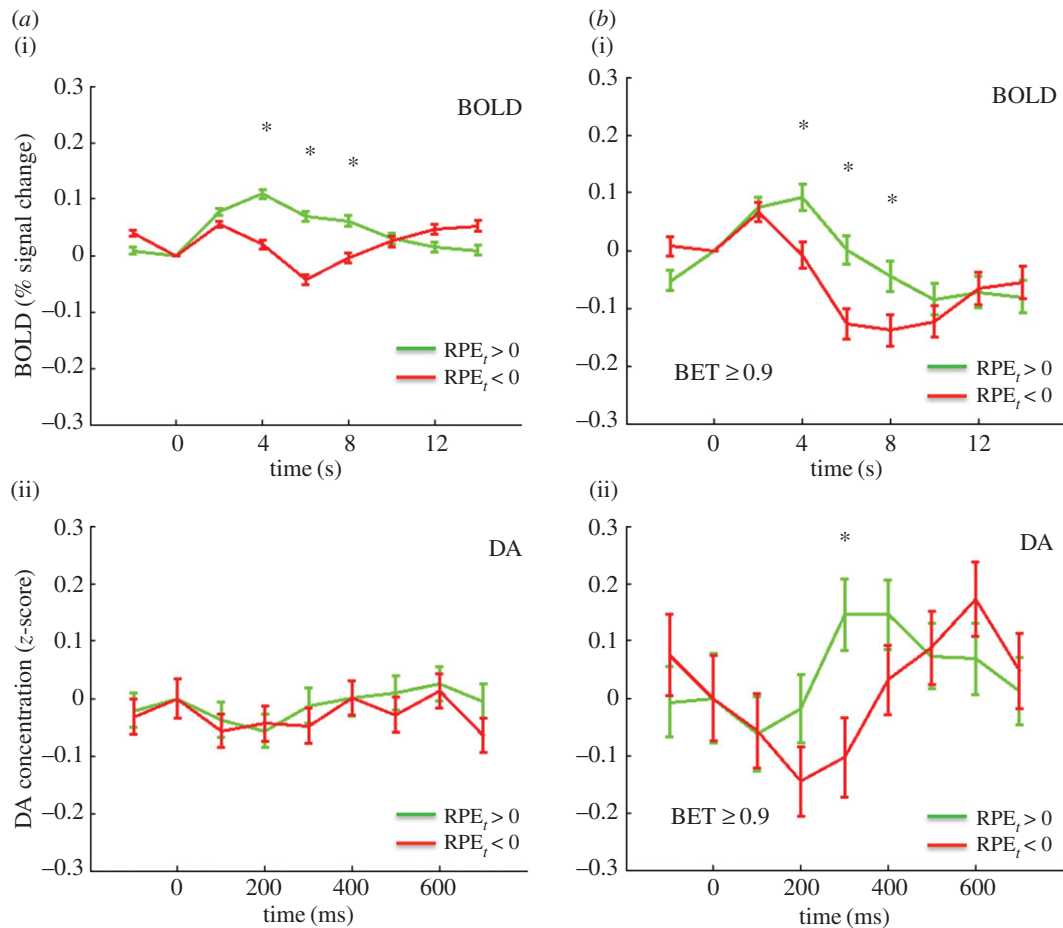 (a)
(i)
BOLD
0.3
0.2
0.1
0
–0.1
–0.2
–0.3
BOLD (% signal change)
* * *
RPEt > 0
RPEt < 0
0 4 8 12
time (s)
(b)
(i)
BOLD
0.3
0.2
0.1
0
–0.1
–0.2
–0.3
* * *
BET ≥ 0.9
RPEt > 0
RPEt < 0
0 4 8 12
time (s)
(ii)
DA
0.3
0.2
0.1
0
–0.1
–0.2
–0.3
DA concentration (z-score)
RPEt > 0
RPEt < 0
0 200 400 600
time (ms)
(ii)
DA
0.3
0.2
0.1
0
–0.1
–0.2
–0.3
*
BET ≥ 0.9
RPEt > 0
RPEt < 0
0 200 400 600
time (ms)